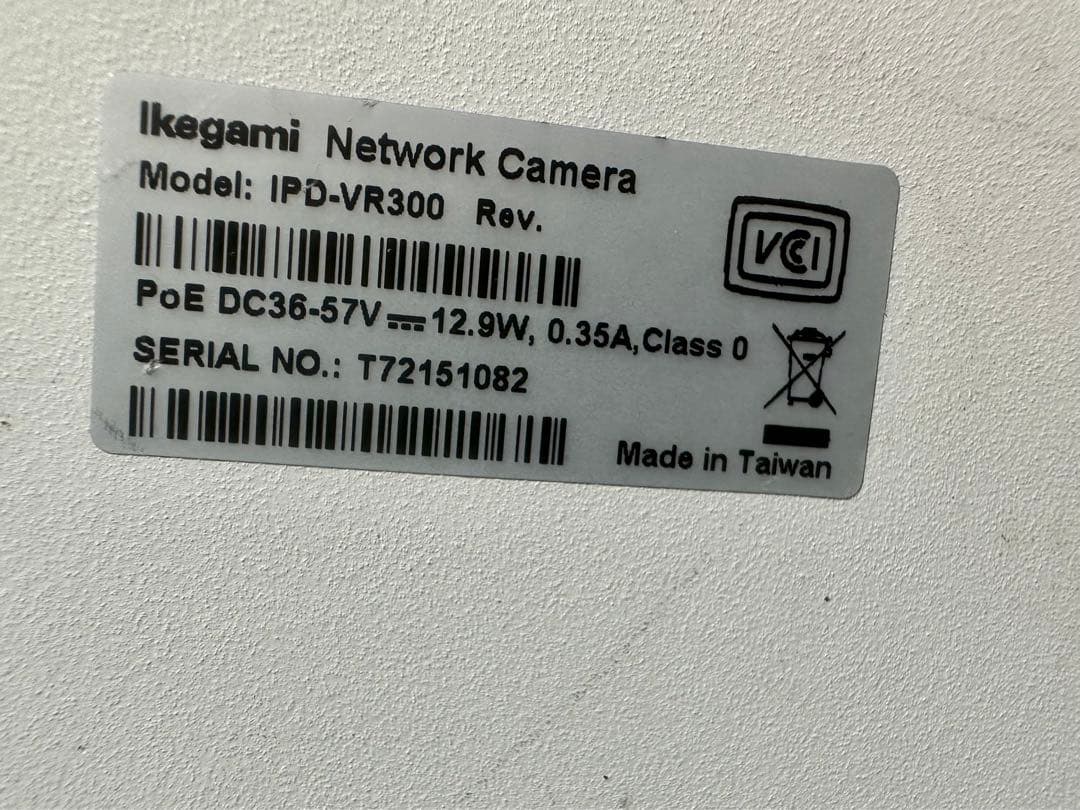 Ikegami Network Camera
Model: IPD-VR300 Rev.
VCCI
PoE DC36-57V⎓12.9W, 0.35A,Class 0
SERIAL NO.: T72151082
Made in Taiwan